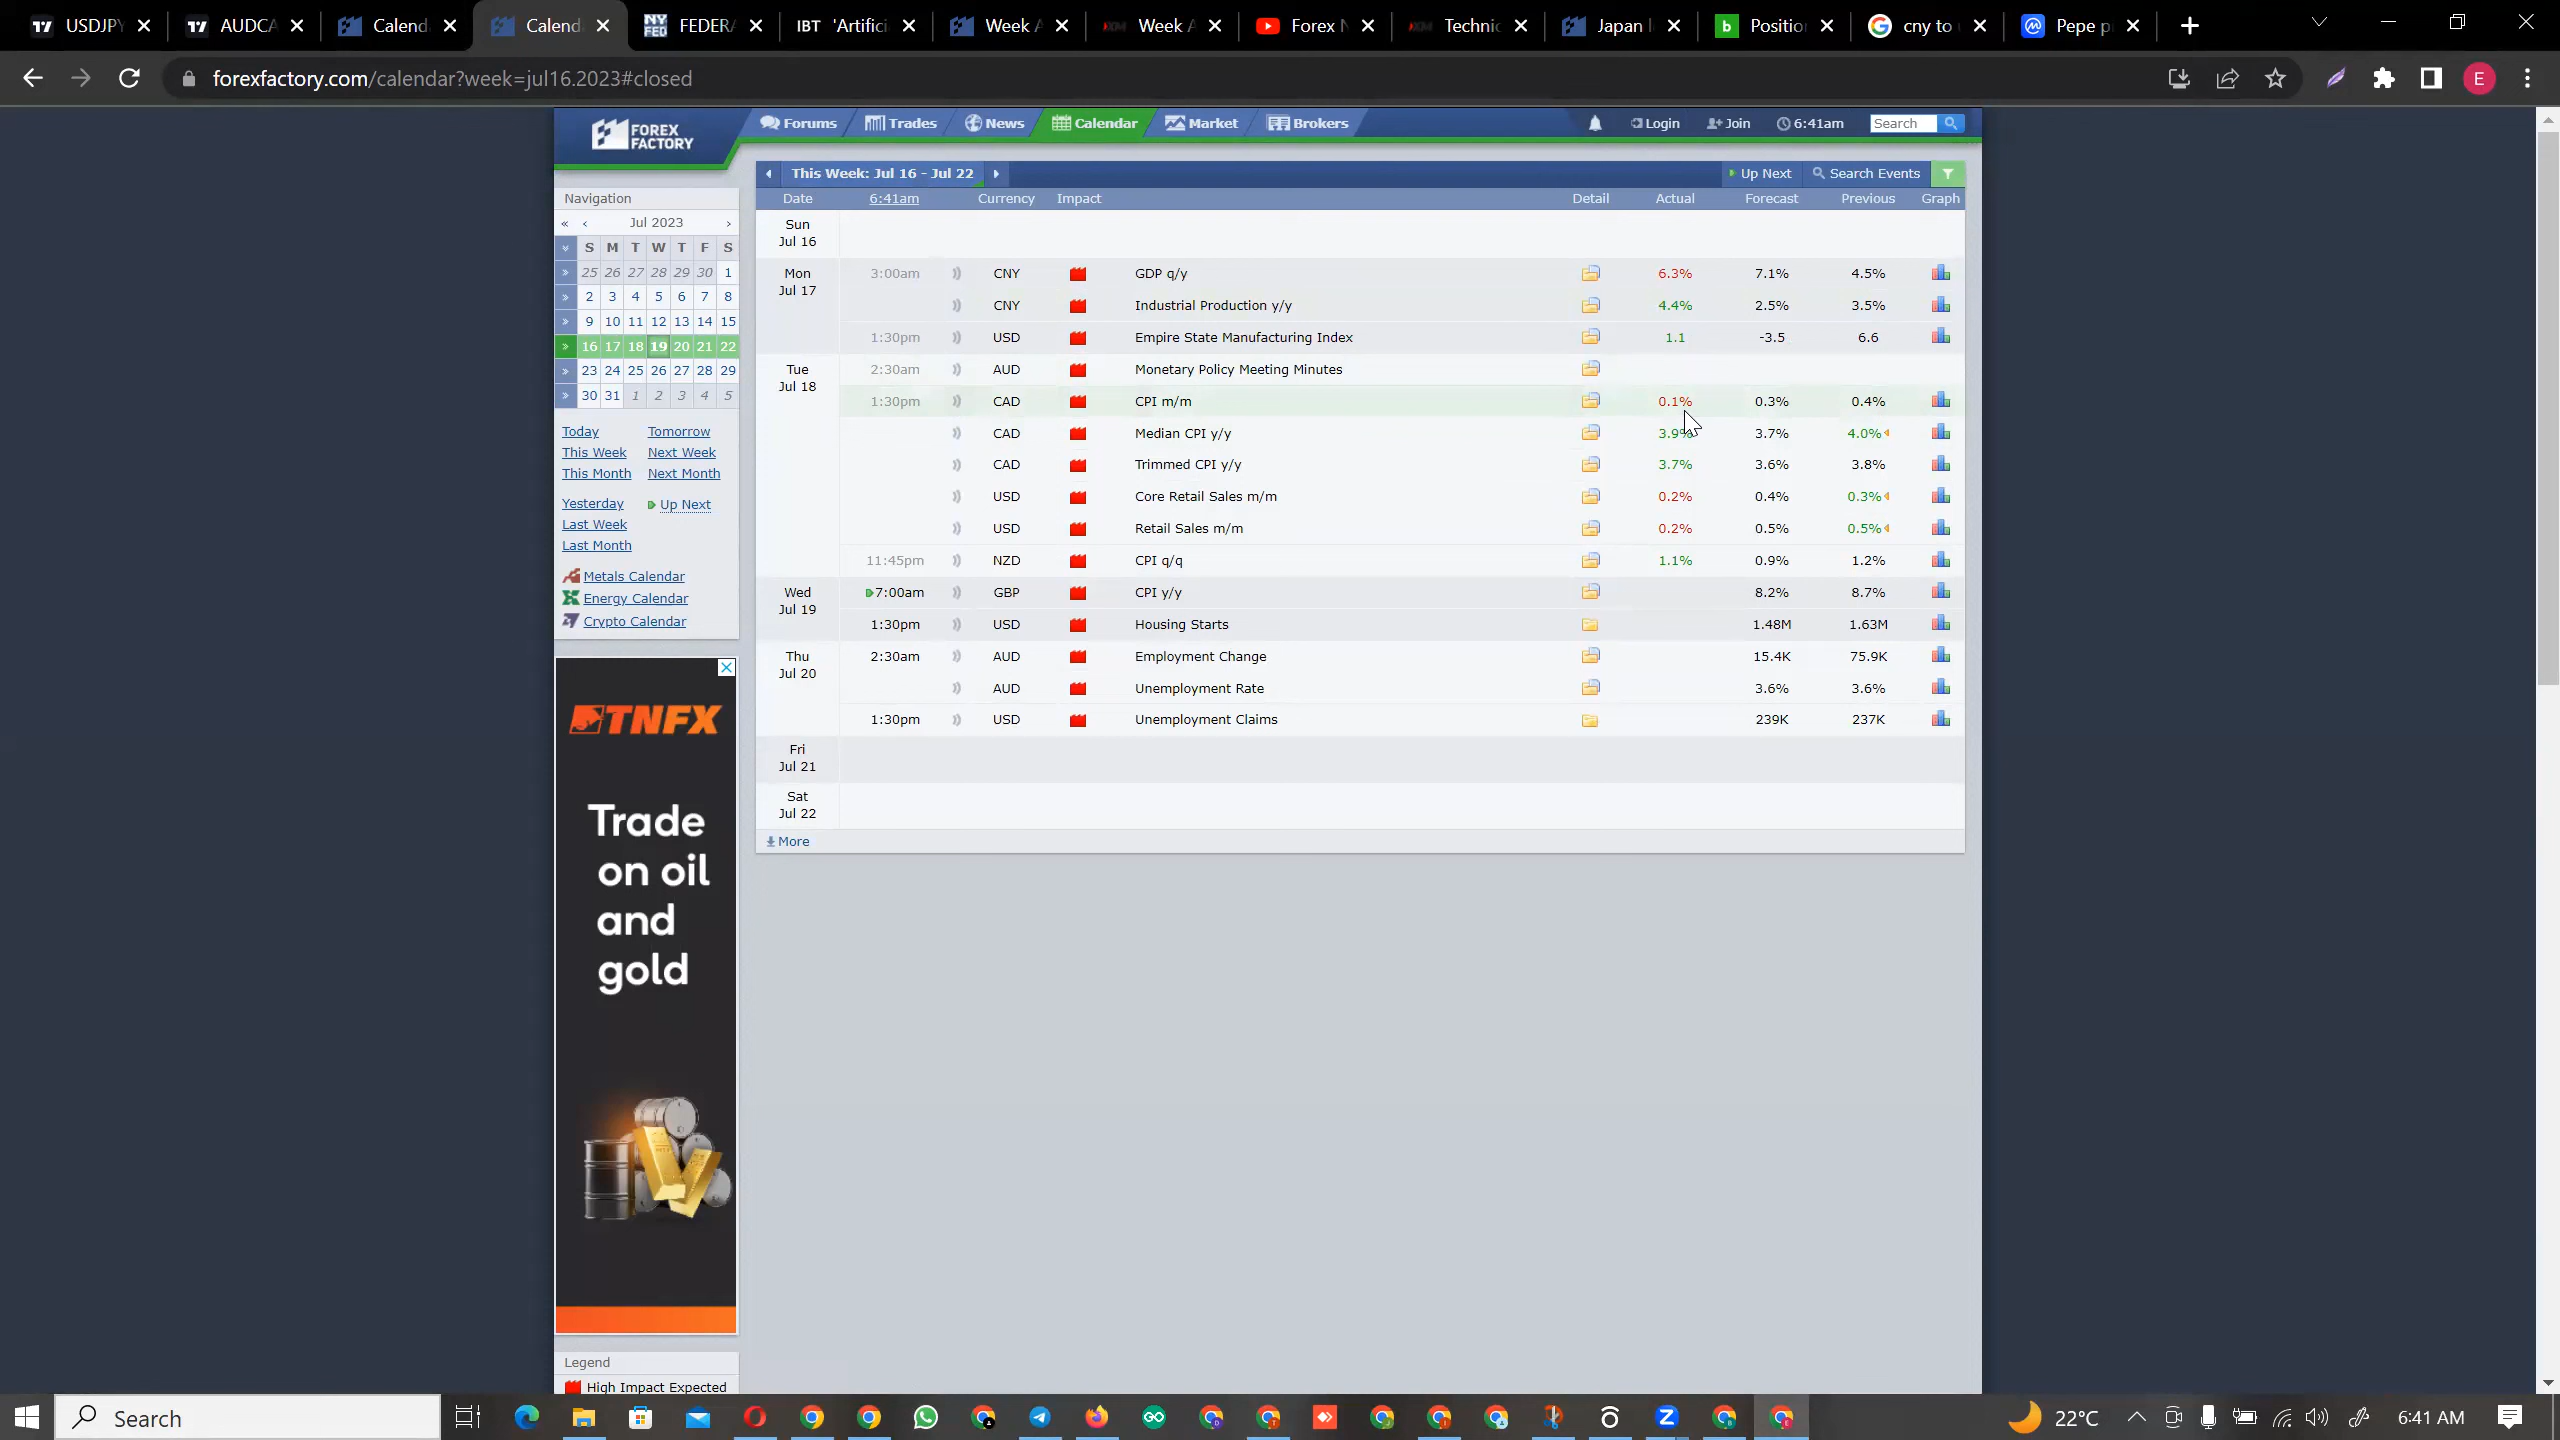 USDJPY
AUDCA
Calend
Calend
FEDERA
IBT 'Artifici
Week A
Week A
Forex N
Technic
Japan l
Positio
cny to
Pepe p
forexfactory.com/calendar?week=jul16.2023#closed
FOREX FACTORY
Forums Trades News Calendar Market Brokers Login Join 6:41am Search
This Week: Jul 16 - Jul 22 Up Next Search Events
Date 6:41am Currency Impact Detail Actual Forecast Previous Graph
Sun Jul 16
Mon Jul 17 3:00am CNY GDP q/y 6.3% 7.1% 4.5%
CNY Industrial Production y/y 4.4% 2.5% 3.5%
1:30pm USD Empire State Manufacturing Index 1.1 -3.5 6.6
Tue Jul 18 2:30am AUD Monetary Policy Meeting Minutes
1:30pm CAD CPI m/m 0.1% 0.3% 0.4%
CAD Median CPI y/y 3.9% 3.7% 4.0%
CAD Trimmed CPI y/y 3.7% 3.6% 3.8%
USD Core Retail Sales m/m 0.2% 0.4% 0.3%
USD Retail Sales m/m 0.2% 0.5% 0.5%
11:45pm NZD CPI q/q 1.1% 0.9% 1.2%
Wed Jul 19 7:00am GBP CPI y/y 8.2% 8.7%
1:30pm USD Housing Starts 1.48M 1.63M
Thu Jul 20 2:30am AUD Employment Change 15.4K 75.9K
AUD Unemployment Rate 3.6% 3.6%
1:30pm USD Unemployment Claims 239K 237K
Fri Jul 21
Sat Jul 22
More
Navigation
« ‹ Jul 2023 ›
S M T W T F S
25 26 27 28 29 30 1
2 3 4 5 6 7 8
9 10 11 12 13 14 15
16 17 18 19 20 21 22
23 24 25 26 27 28 29
30 31 1 2 3 4 5
Today Tomorrow
This Week Next Week
This Month Next Month
Yesterday Up Next
Last Week
Last Month
Metals Calendar
Energy Calendar
Crypto Calendar
TNFX
Trade
on oil
and
gold
Legend
High Impact Expected
Search
22°C
6:41 AM